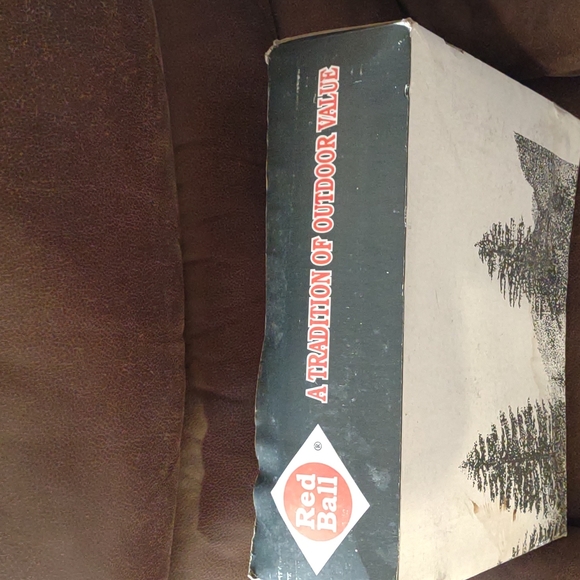 Red
Ball
®
A TRADITION OF OUTDOOR VALUE